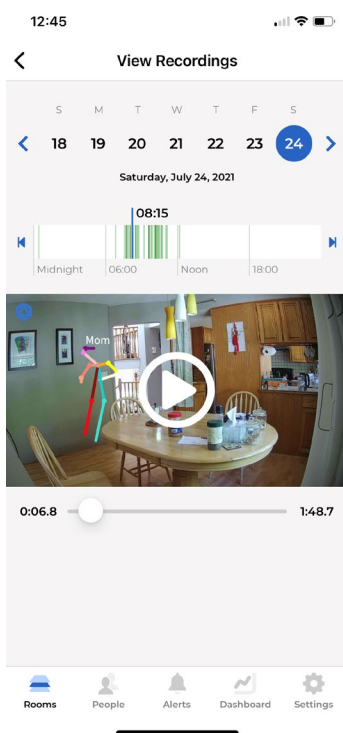 12:45
View Recordings
S M T W T F S
18 19 20 21 22 23 24
Saturday, July 24, 2021
08:15
Midnight 06:00 Noon 18:00
Mom
0:06.8 1:48.7
Rooms People Alerts Dashboard Settings